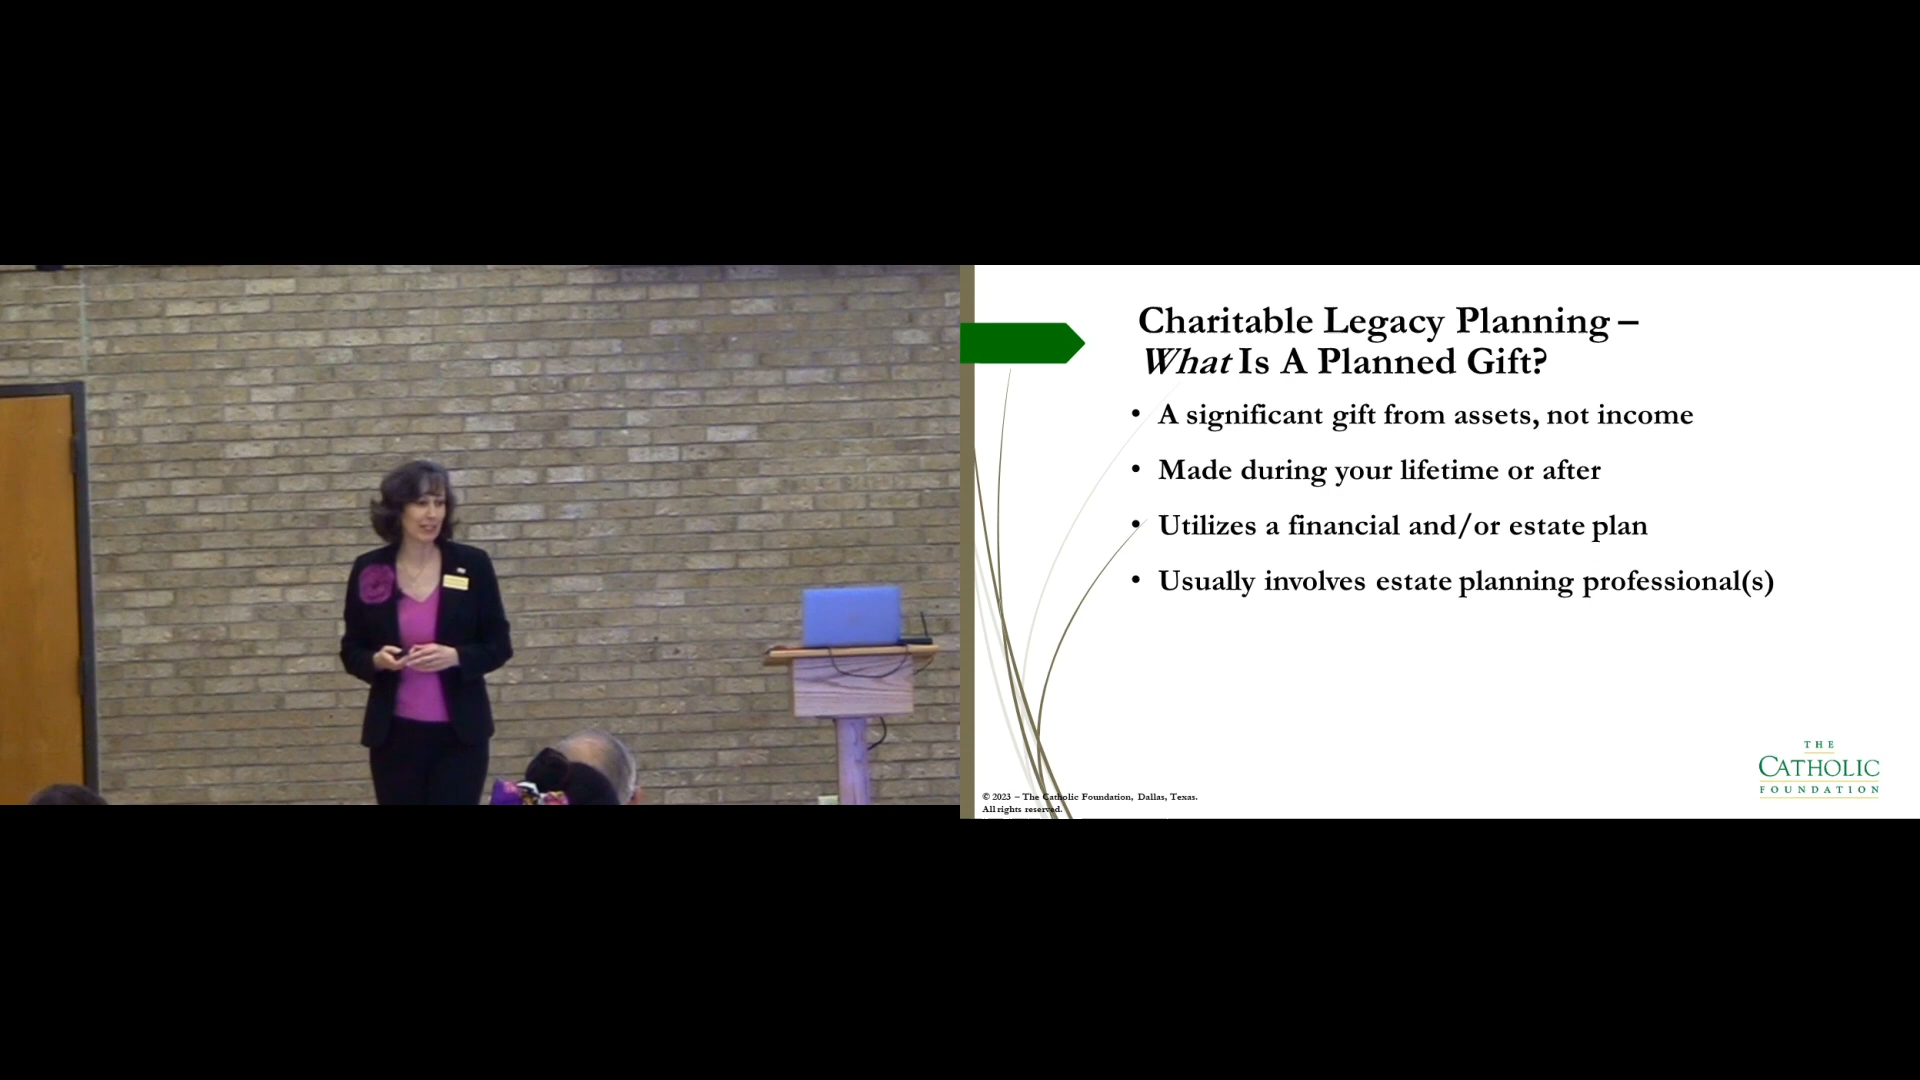 Charitable Legacy Planning –
What Is A Planned Gift?
• A significant gift from assets, not income
• Made during your lifetime or after
• Utilizes a financial and/or estate plan
• Usually involves estate planning professional(s)
THE
CATHOLIC
FOUNDATION
© 2023 – The Catholic Foundation, Dallas, Texas.
All rights reserved.